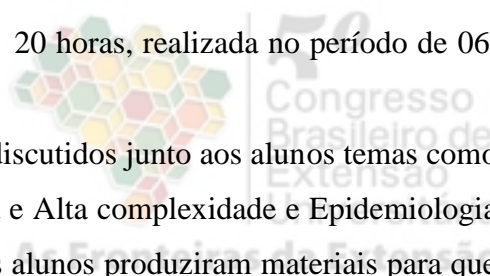 20 horas, realizada no período de 06
Congresso
Brasileiro de
Extensão
discutidos junto aos alunos temas como
e Alta complexidade e Epidemiologia
alunos produziram materiais para que
As Fronteiras da Extensão